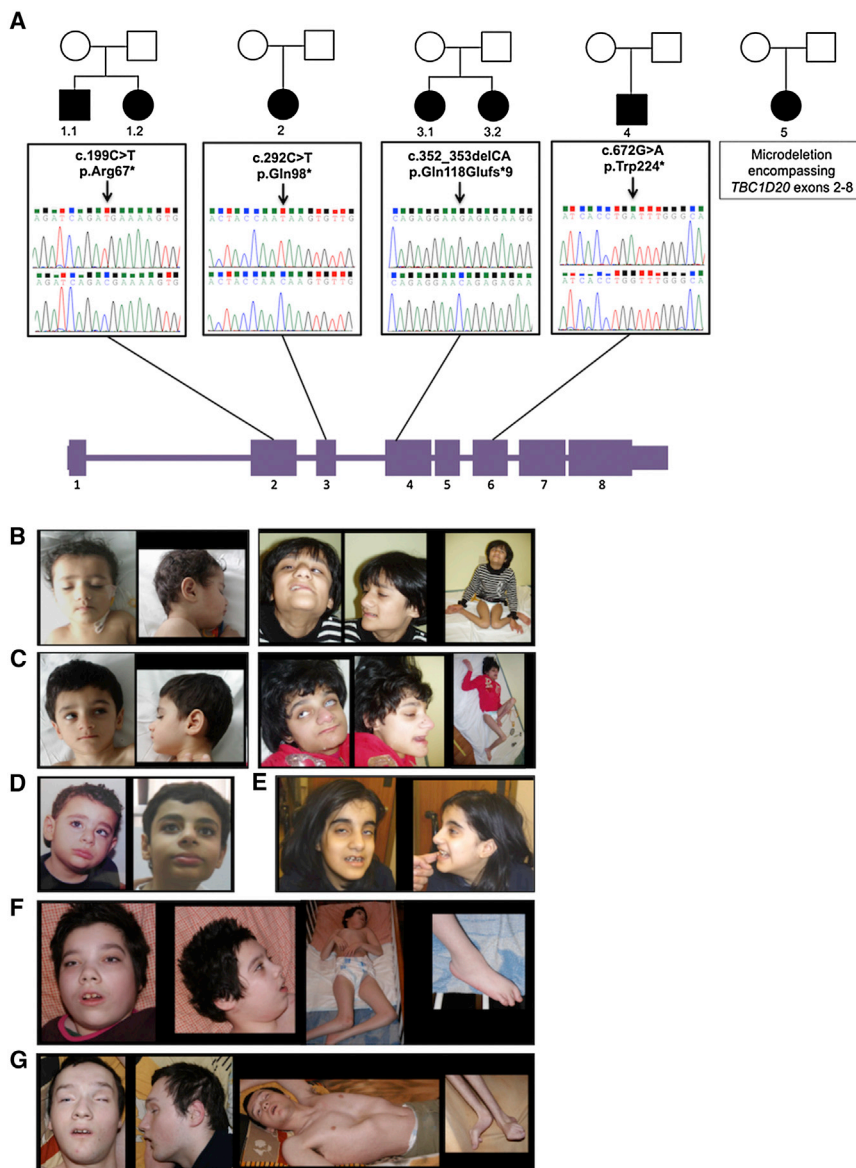 A
1.1 1.2 2 3.1 3.2 4 5
c.199C>T
p.Arg67*
AGATCAGATGAAAAGTG
AGATCAGACGAAAAGTG
c.292C>T
p.Gln98*
ACTACCAATAAGTGTTG
ACTACCAACAAGTGTTG
c.352_353delCA
p.Gln118Glufs*9
CAGAGGAAGAGAGAAGG
CAGAGGAACAGAGAGAA
c.672G>A
p.Trp224*
ATCACCTGATTTGGGCA
ATCACCTGGTTTGGGCA
Microdeletion
encompassing
TBC1D20 exons 2-8
1 2 3 4 5 6 7 8
B
C
D E
F
G